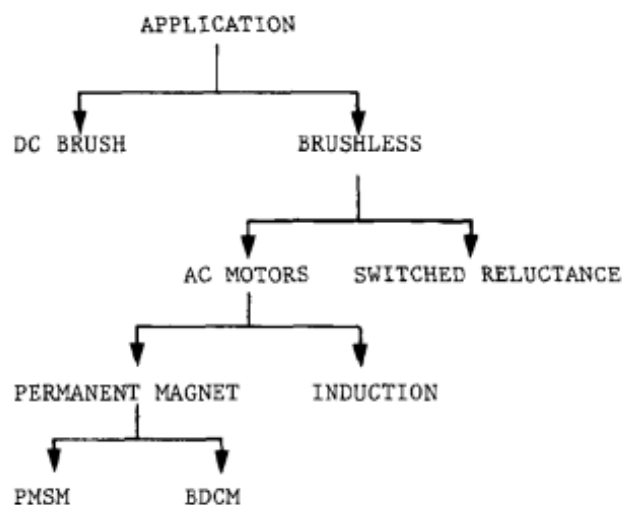 APPLICATION
DC BRUSH BRUSHLESS
AC MOTORS SWITCHED RELUCTANCE
PERMANENT MAGNET INDUCTION
PMSM BDCM